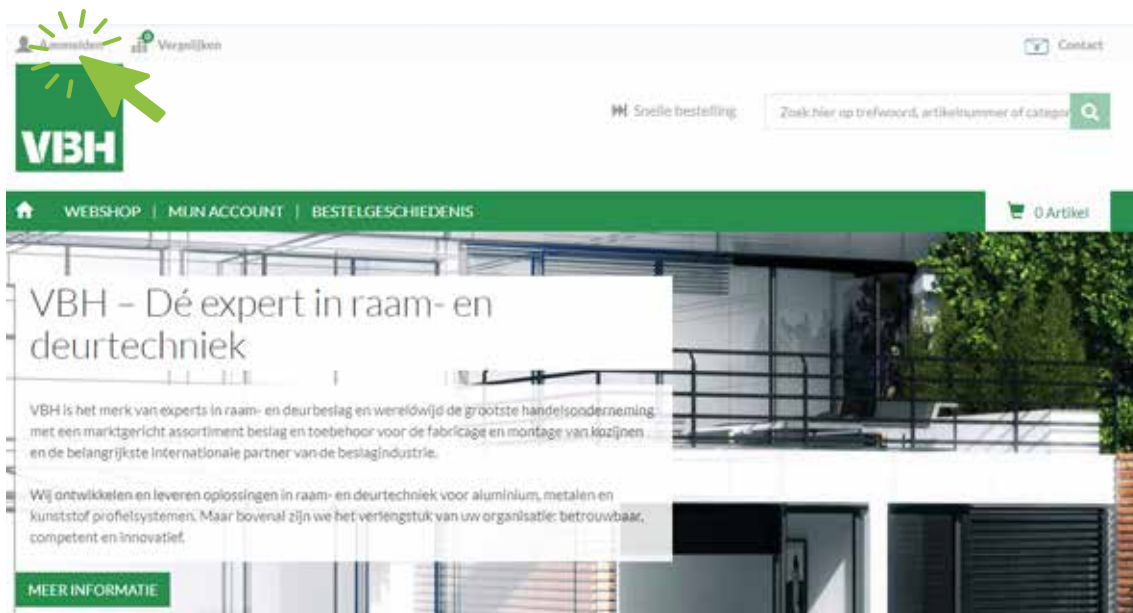 Aanmelden 0 Vergelijken Contact
VBH
Snelle bestelling Zoek hier op trefwoord, artikelnummer of categor
WEBSHOP | MIJN ACCOUNT | BESTELGESCHIEDENIS 0 Artikel
VBH – Dé expert in raam- en
deurtechniek
VBH is het merk van experts in raam- en deurbeslag en wereldwijd de grootste handelsonderneming
met een marktgericht assortiment beslag en toebehoor voor de fabricage en montage van kozijnen
en de belangrijkste internationale partner van de beslagindustrie.
Wij ontwikkelen en leveren oplossingen in raam- en deurtechniek voor aluminium, metalen en
kunststof profielsystemen. Maar bovenal zijn we het verlengstuk van uw organisatie: betrouwbaar,
competent en innovatief.
MEER INFORMATIE